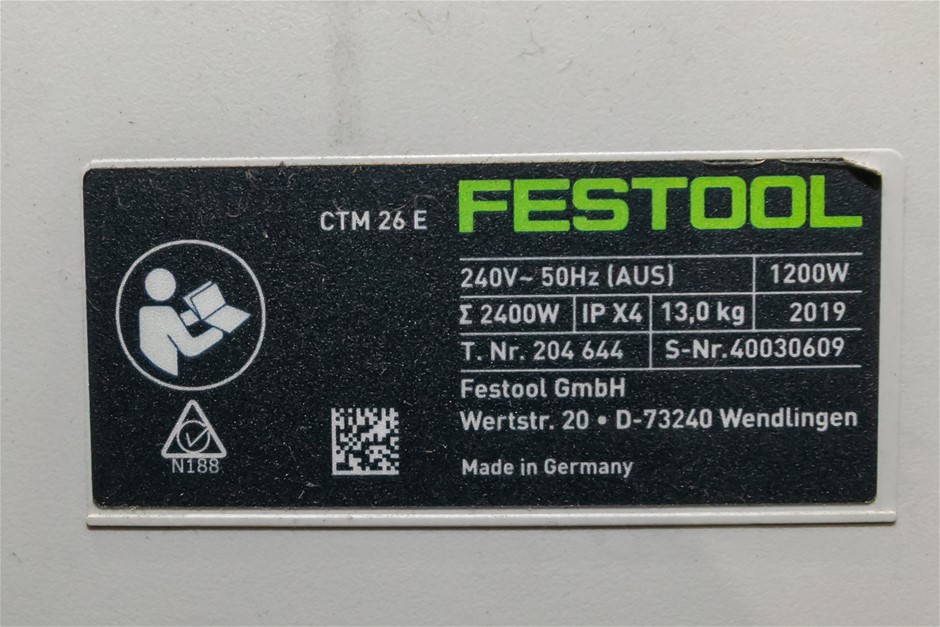 CTM 26 E FESTOOL
240V~ 50Hz (AUS) 1200W
Σ 2400W IP X4 13,0 kg 2019
T. Nr. 204 644 S-Nr.40030609
Festool GmbH
Wertstr. 20 • D-73240 Wendlingen
Made in Germany
N188